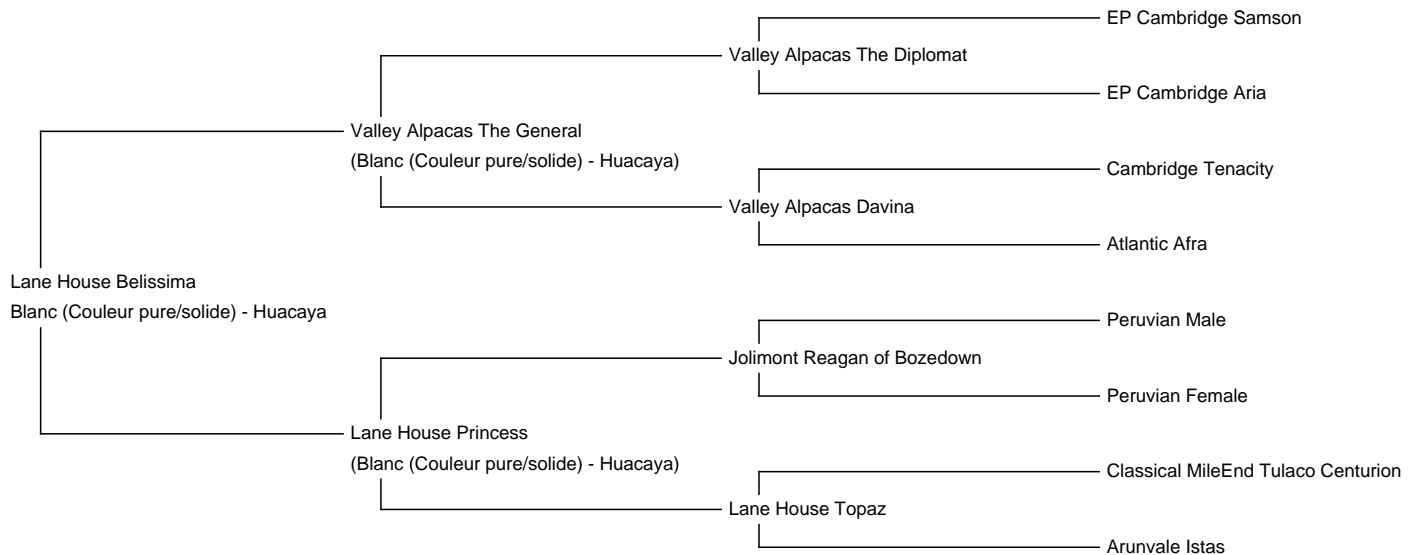 EP Cambridge Samson
Valley Alpacas The Diplomat
EP Cambridge Aria
Valley Alpacas The General
(Blanc (Couleur pure/solide) - Huacaya)
Cambridge Tenacity
Valley Alpacas Davina
Atlantic Afra
Lane House Belissima
Blanc (Couleur pure/solide) - Huacaya
Peruvian Male
Jolimont Reagan of Bozedown
Peruvian Female
Lane House Princess
(Blanc (Couleur pure/solide) - Huacaya)
Classical MileEnd Tulaco Centurion
Lane House Topaz
Arunvale Istas